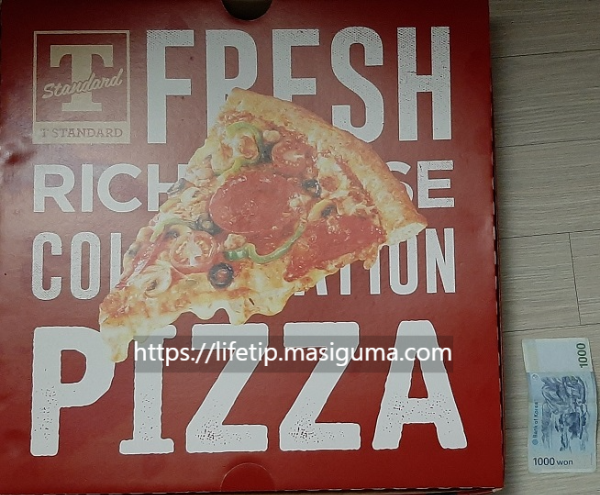 T
Standard
T STANDARD
FRESH
RICH
PIZZA
https://lifetip.masiguma.com
1000
Bank of Korea
1000 won